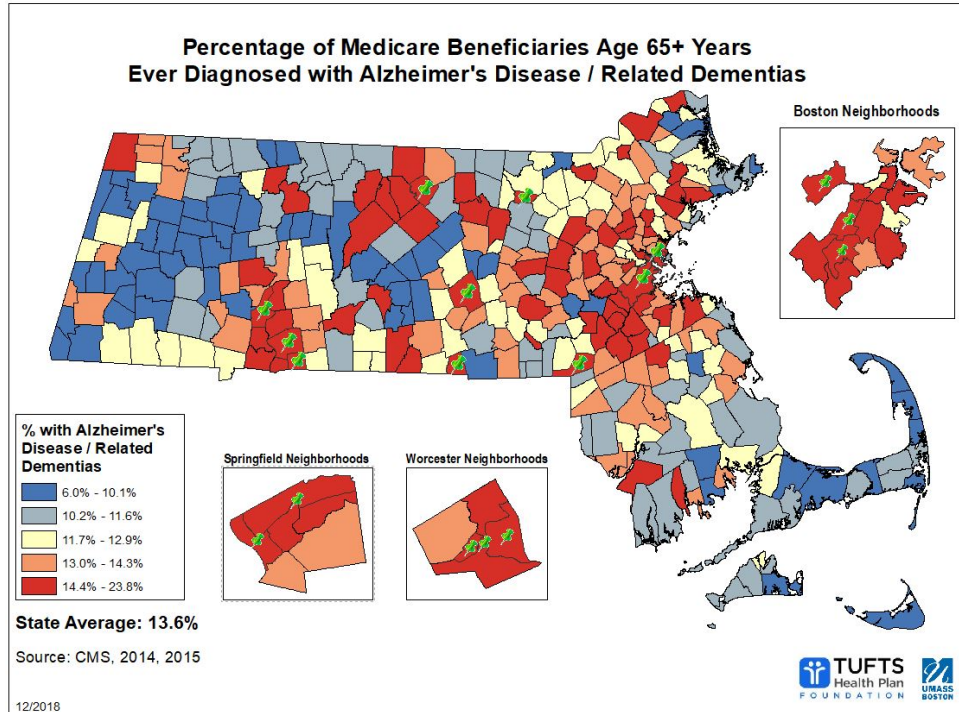 Percentage of Medicare Beneficiaries Age 65+ Years
Ever Diagnosed with Alzheimer's Disease / Related Dementias
Boston Neighborhoods
% with Alzheimer's
Disease / Related
Dementias
6.0% - 10.1%
10.2% - 11.6%
11.7% - 12.9%
13.0% - 14.3%
14.4% - 23.8%
Springfield Neighborhoods
Worcester Neighborhoods
State Average: 13.6%
Source: CMS, 2014, 2015
12/2018
TUFTS
Health Plan
FOUNDATION
UMASS
BOSTON